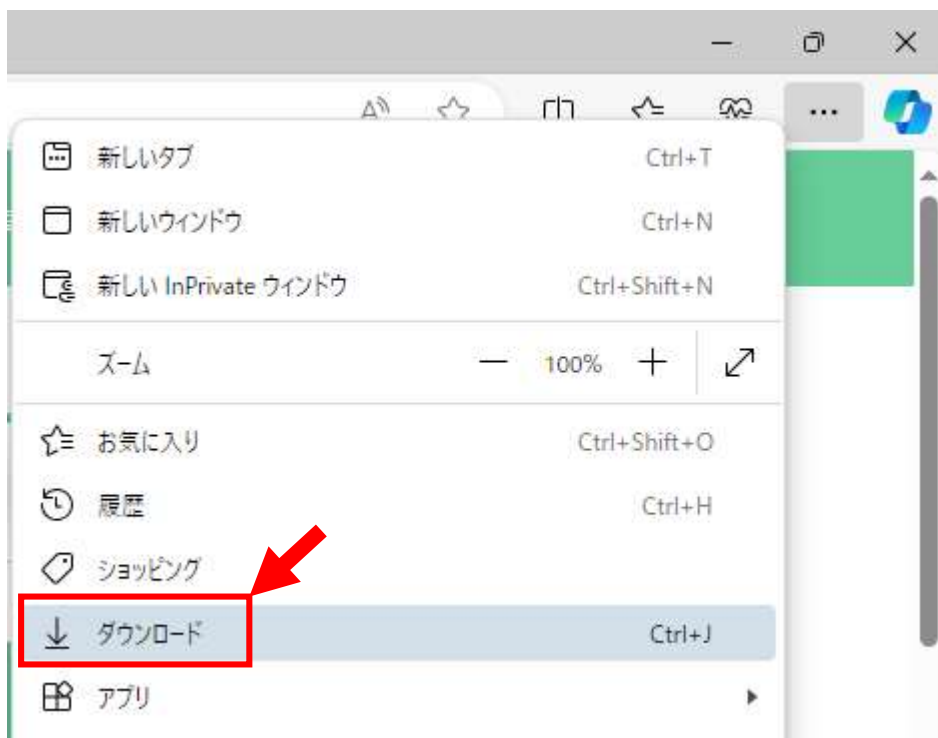 新しいタブ Ctrl+T
新しいウィンドウ Ctrl+N
新しい InPrivate ウィンドウ Ctrl+Shift+N
ズーム 100%
お気に入り Ctrl+Shift+O
履歴 Ctrl+H
ショッピング
ダウンロード Ctrl+J
アプリ